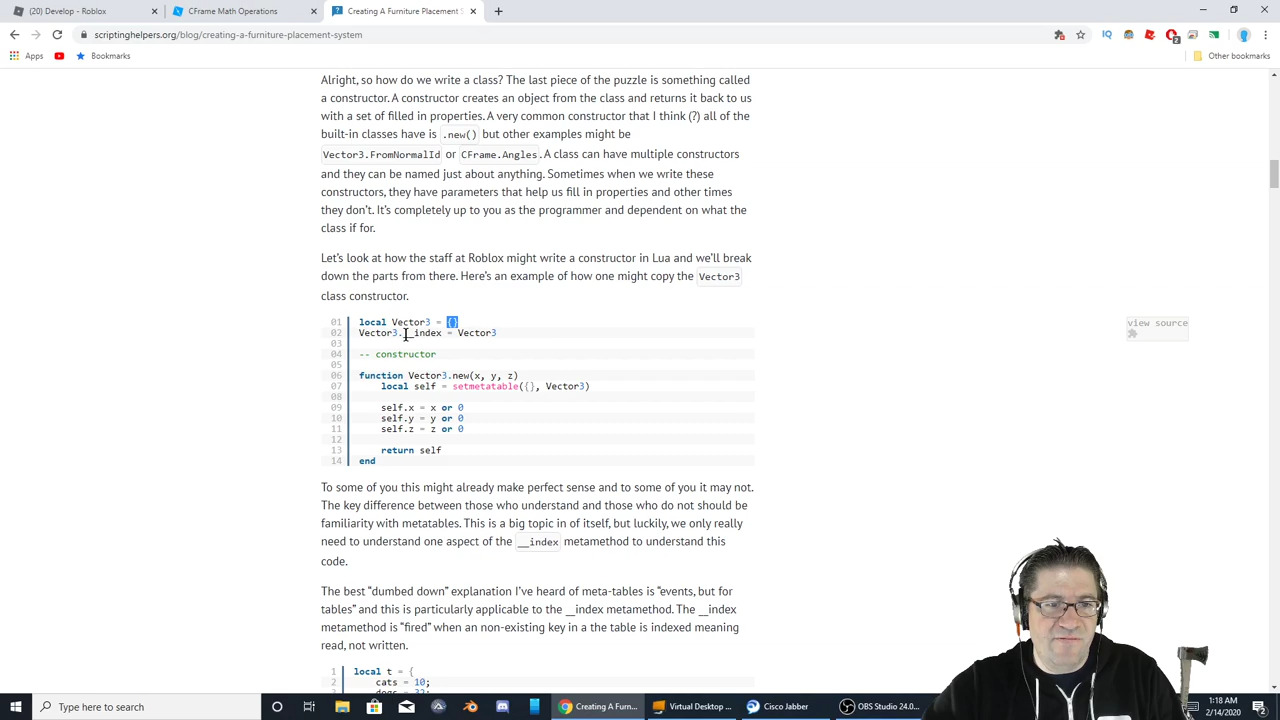 (20) Develop - Roblox
CFrame Math Operations
Creating A Furniture Placement S
scriptinghelpers.org/blog/creating-a-furniture-placement-system
Apps
Bookmarks
Other bookmarks
Alright, so how do we write a class? The last piece of the puzzle is something called
a constructor. A constructor creates an object from the class and returns it back to us
with a set of filled in properties. A very common constructor that I think (?) all of the
built-in classes have is .new() but other examples might be
Vector3.FromNormalId or CFrame.Angles. A class can have multiple constructors
and they can be named just about anything. Sometimes when we write these
constructors, they have parameters that help us fill in properties and other times
they don't. It's completely up to you as the programmer and dependent on what the
class if for.
Let's look at how the staff at Roblox might write a constructor in Lua and we'll break
down the parts from there. Here's an example of how one might copy the Vector3
class constructor.
01 local Vector3 = {}
02 Vector3.__index = Vector3
03
04 -- constructor
05
06 function Vector3.new(x, y, z)
07 local self = setmetatable({}, Vector3)
08
09 self.x = x or 0
10 self.y = y or 0
11 self.z = z or 0
12
13 return self
14 end
view source
To some of you this might already make perfect sense and to some of you it may not.
The key difference between those who understand and those who do not should be
familiarity with metatables. This is a big topic in of itself, but luckily, we only really
need to understand one aspect of the __index metamethod to understand this
code.
The best “dumbed down” explanation I've heard of meta-tables is “events, but for
tables” and this is particularly applicable to the __index metamethod. The __index
metamethod is “fired” when an non-existing key in a the table is indexed meaning
read, not written.
1 local t = {
2 cats = 10;
3 dogs = 32;
Type here to search
Creating A Furn...
Virtual Desktop ...
Cisco Jabber
OBS Studio 24.0...
1:18 AM
2/14/2020
2